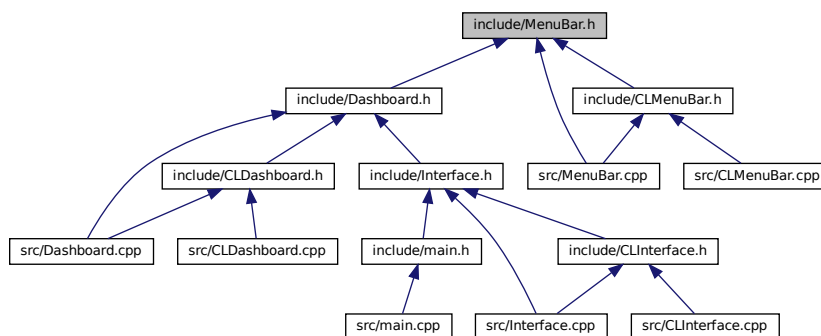 include/MenuBar.h
include/Dashboard.h
include/CLMenuBar.h
include/CLDashboard.h
include/Interface.h
src/MenuBar.cpp
src/CLMenuBar.cpp
src/Dashboard.cpp
src/CLDashboard.cpp
include/main.h
include/CLInterface.h
src/main.cpp
src/Interface.cpp
src/CLInterface.cpp